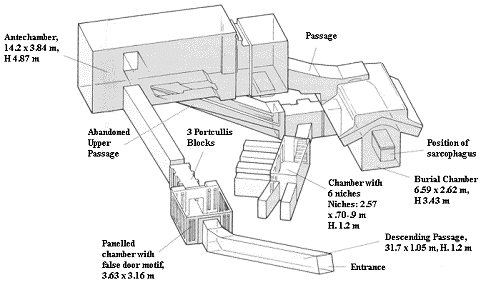 Antechamber,
14.2 x 3.84 m,
H 4.87 m
Passage
Abandoned
Upper
Passage
3 Portcullis
Blocks
Position of
sarcophagus
Burial Chamber
6.59 x 2.62 m,
H 3.43 m
Chamber with
6 niches
Niches: 2.57
x .70-.9 m
H. 1.2 m
Panelled
chamber with
false door motif,
3.63 x 3.16 m
Descending Passage,
31.7 x 1.05 m, H. 1.2 m
Entrance